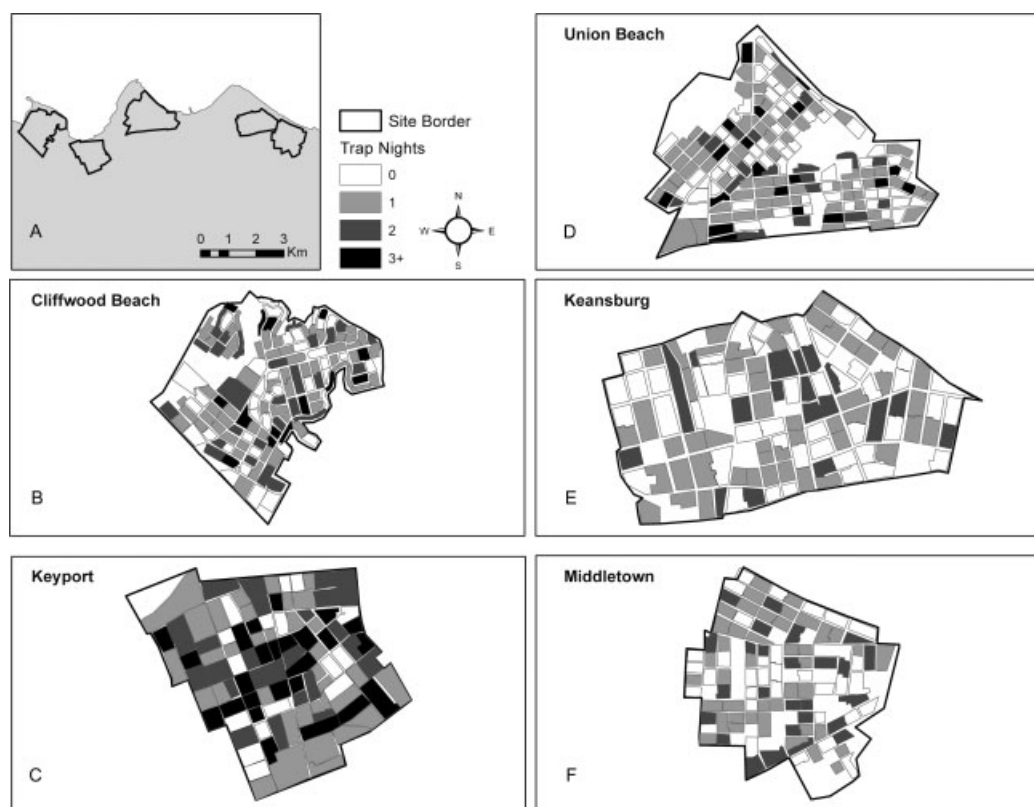 A
Site Border
Trap Nights
0
1
2
3+
N
W E
S
0 1 2 3
Km
Cliffwood Beach
B
Keyport
C
Union Beach
D
Keansburg
E
Middletown
F